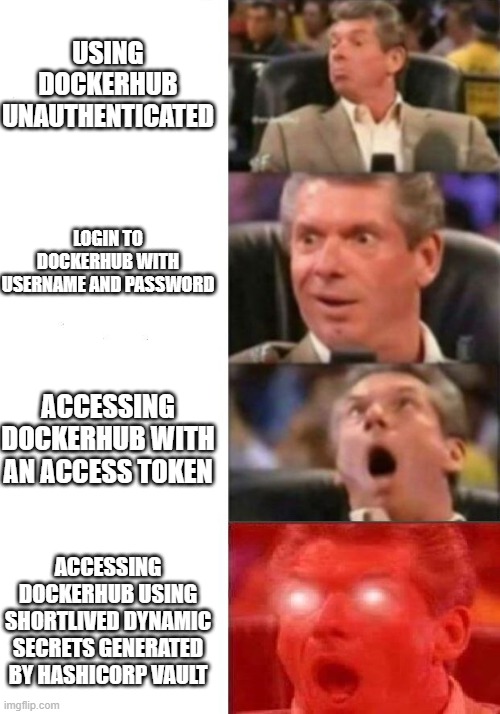 USING
DOCKERHUB
UNAUTHENTICATED
LOGIN TO
DOCKERHUB WITH
USERNAME AND PASSWORD
ACCESSING
DOCKERHUB WITH
AN ACCESS TOKEN
ACCESSING
DOCKERHUB USING
SHORTLIVED DYNAMIC
SECRETS GENERATED
BY HASHICORP VAULT
imgflip.com